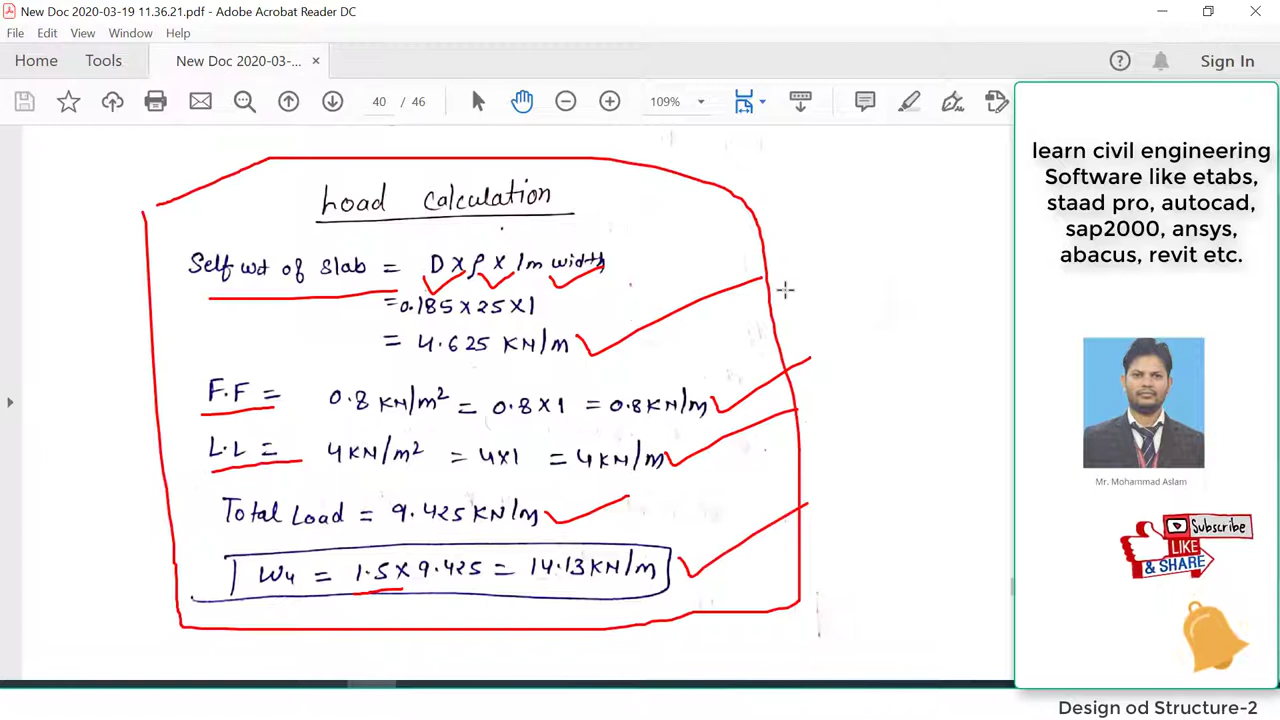 New Doc 2020-03-19 11.36.21.pdf - Adobe Acrobat Reader DC
File Edit View Window Help
Home Tools New Doc 2020-03-... × Sign In
40 / 46 109%
Load calculation
Self wt of slab = D x ρ x 1m width
= 0.185 x 25 x 1
= 4.625 KN/m
F.F = 0.8 KN/m² = 0.8 x 1 = 0.8 KN/m
L.L = 4 KN/m² = 4x1 = 4 KN/m
Total Load = 9.425 KN/m
Wu = 1.5 x 9.425 = 14.13 KN/m
learn civil engineering
Software like etabs,
staad pro, autocad,
sap2000, ansys,
abacus, revit etc.
Mr. Mohammad Aslam
Subscribe
LIKE
& SHARE
Design od Structure-2